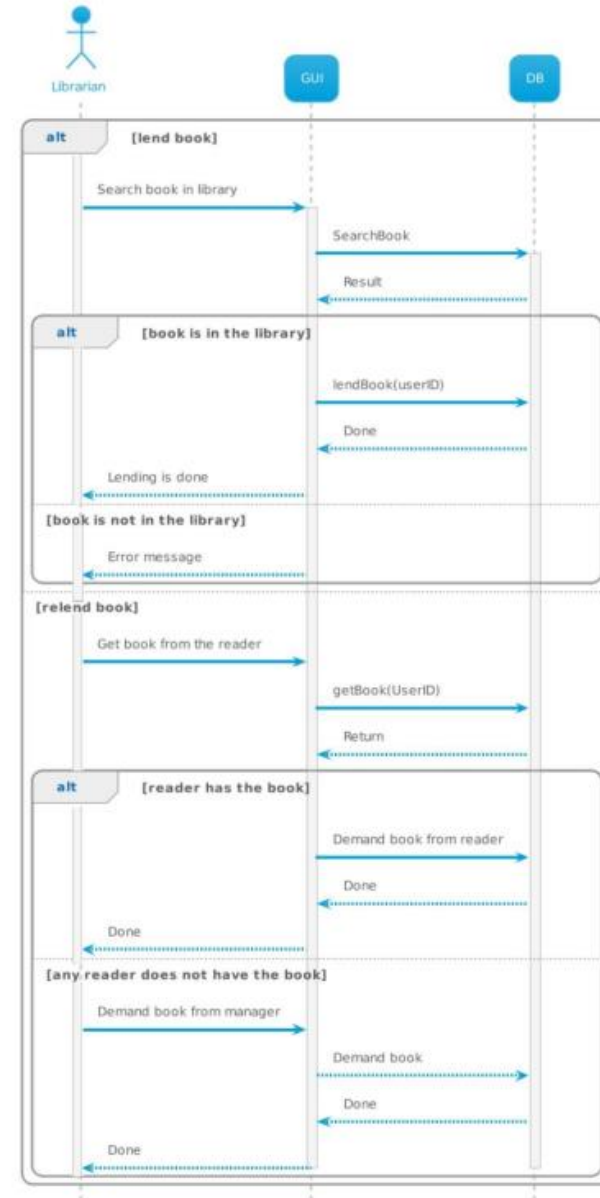 Librarian
GUI
DB
alt
[lend book]
Search book in library
SearchBook
Result
alt
[book is in the library]
lendBook(userID)
Done
Lending is done
[book is not in the library]
Error message
[relend book]
Get book from the reader
getBook(UserID)
Return
alt
[reader has the book]
Demand book from reader
Done
Done
[any reader does not have the book]
Demand book from manager
Demand book
Done
Done